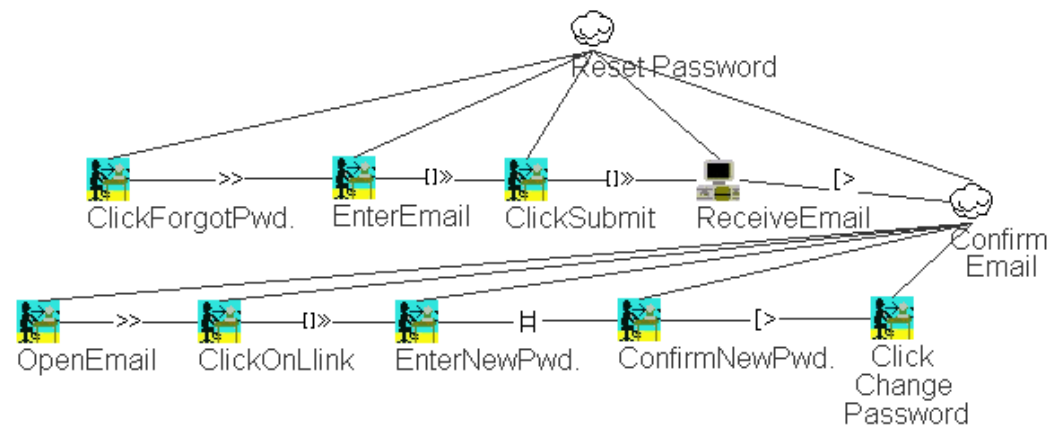 Reset Password
>> []>> []>> [>
ClickForgotPwd. EnterEmail ClickSubmit ReceiveEmail
Confirm
Email
>> []>> |=| [>
OpenEmail ClickOnLlink EnterNewPwd. ConfirmNewPwd. Click
Change
Password